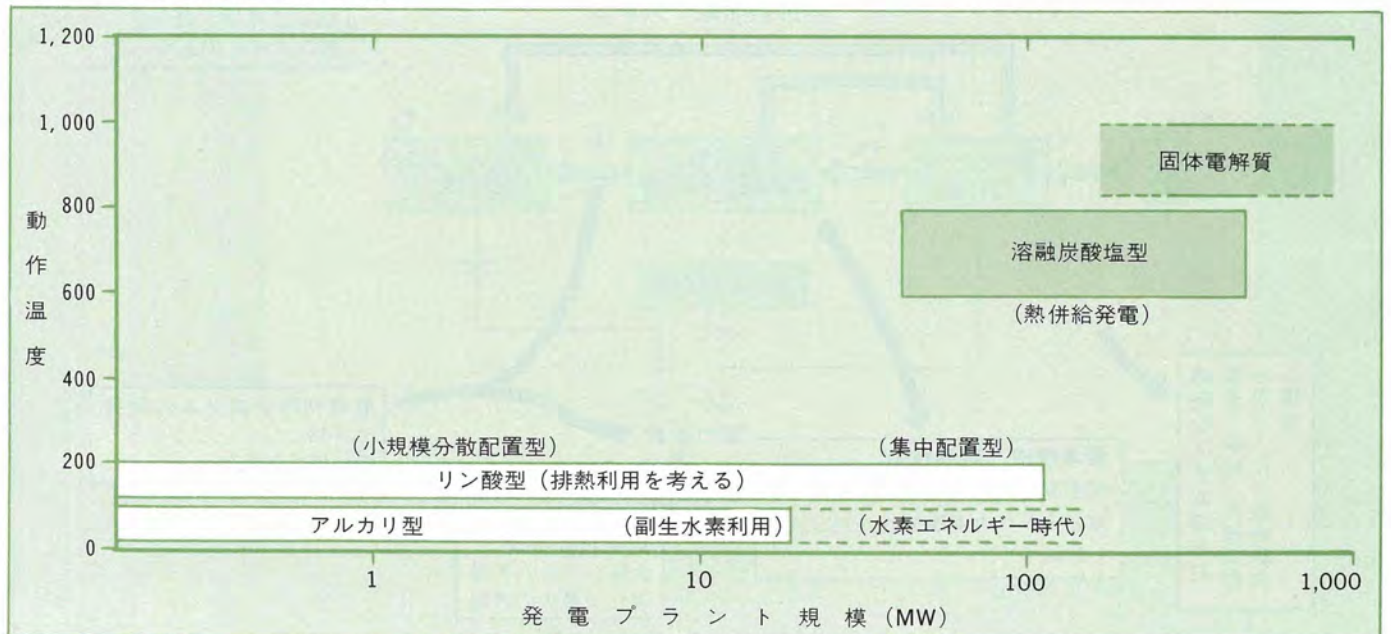 1,200
1,000
800
600
400
200
0
動作温度
固体電解質
溶融炭酸塩型
(熱併給発電)
(小規模分散配置型)
(集中配置型)
リン酸型(排熱利用を考える)
アルカリ型
(副生水素利用)
(水素エネルギー時代)
1
10
100
1,000
発電プラント規模(MW)